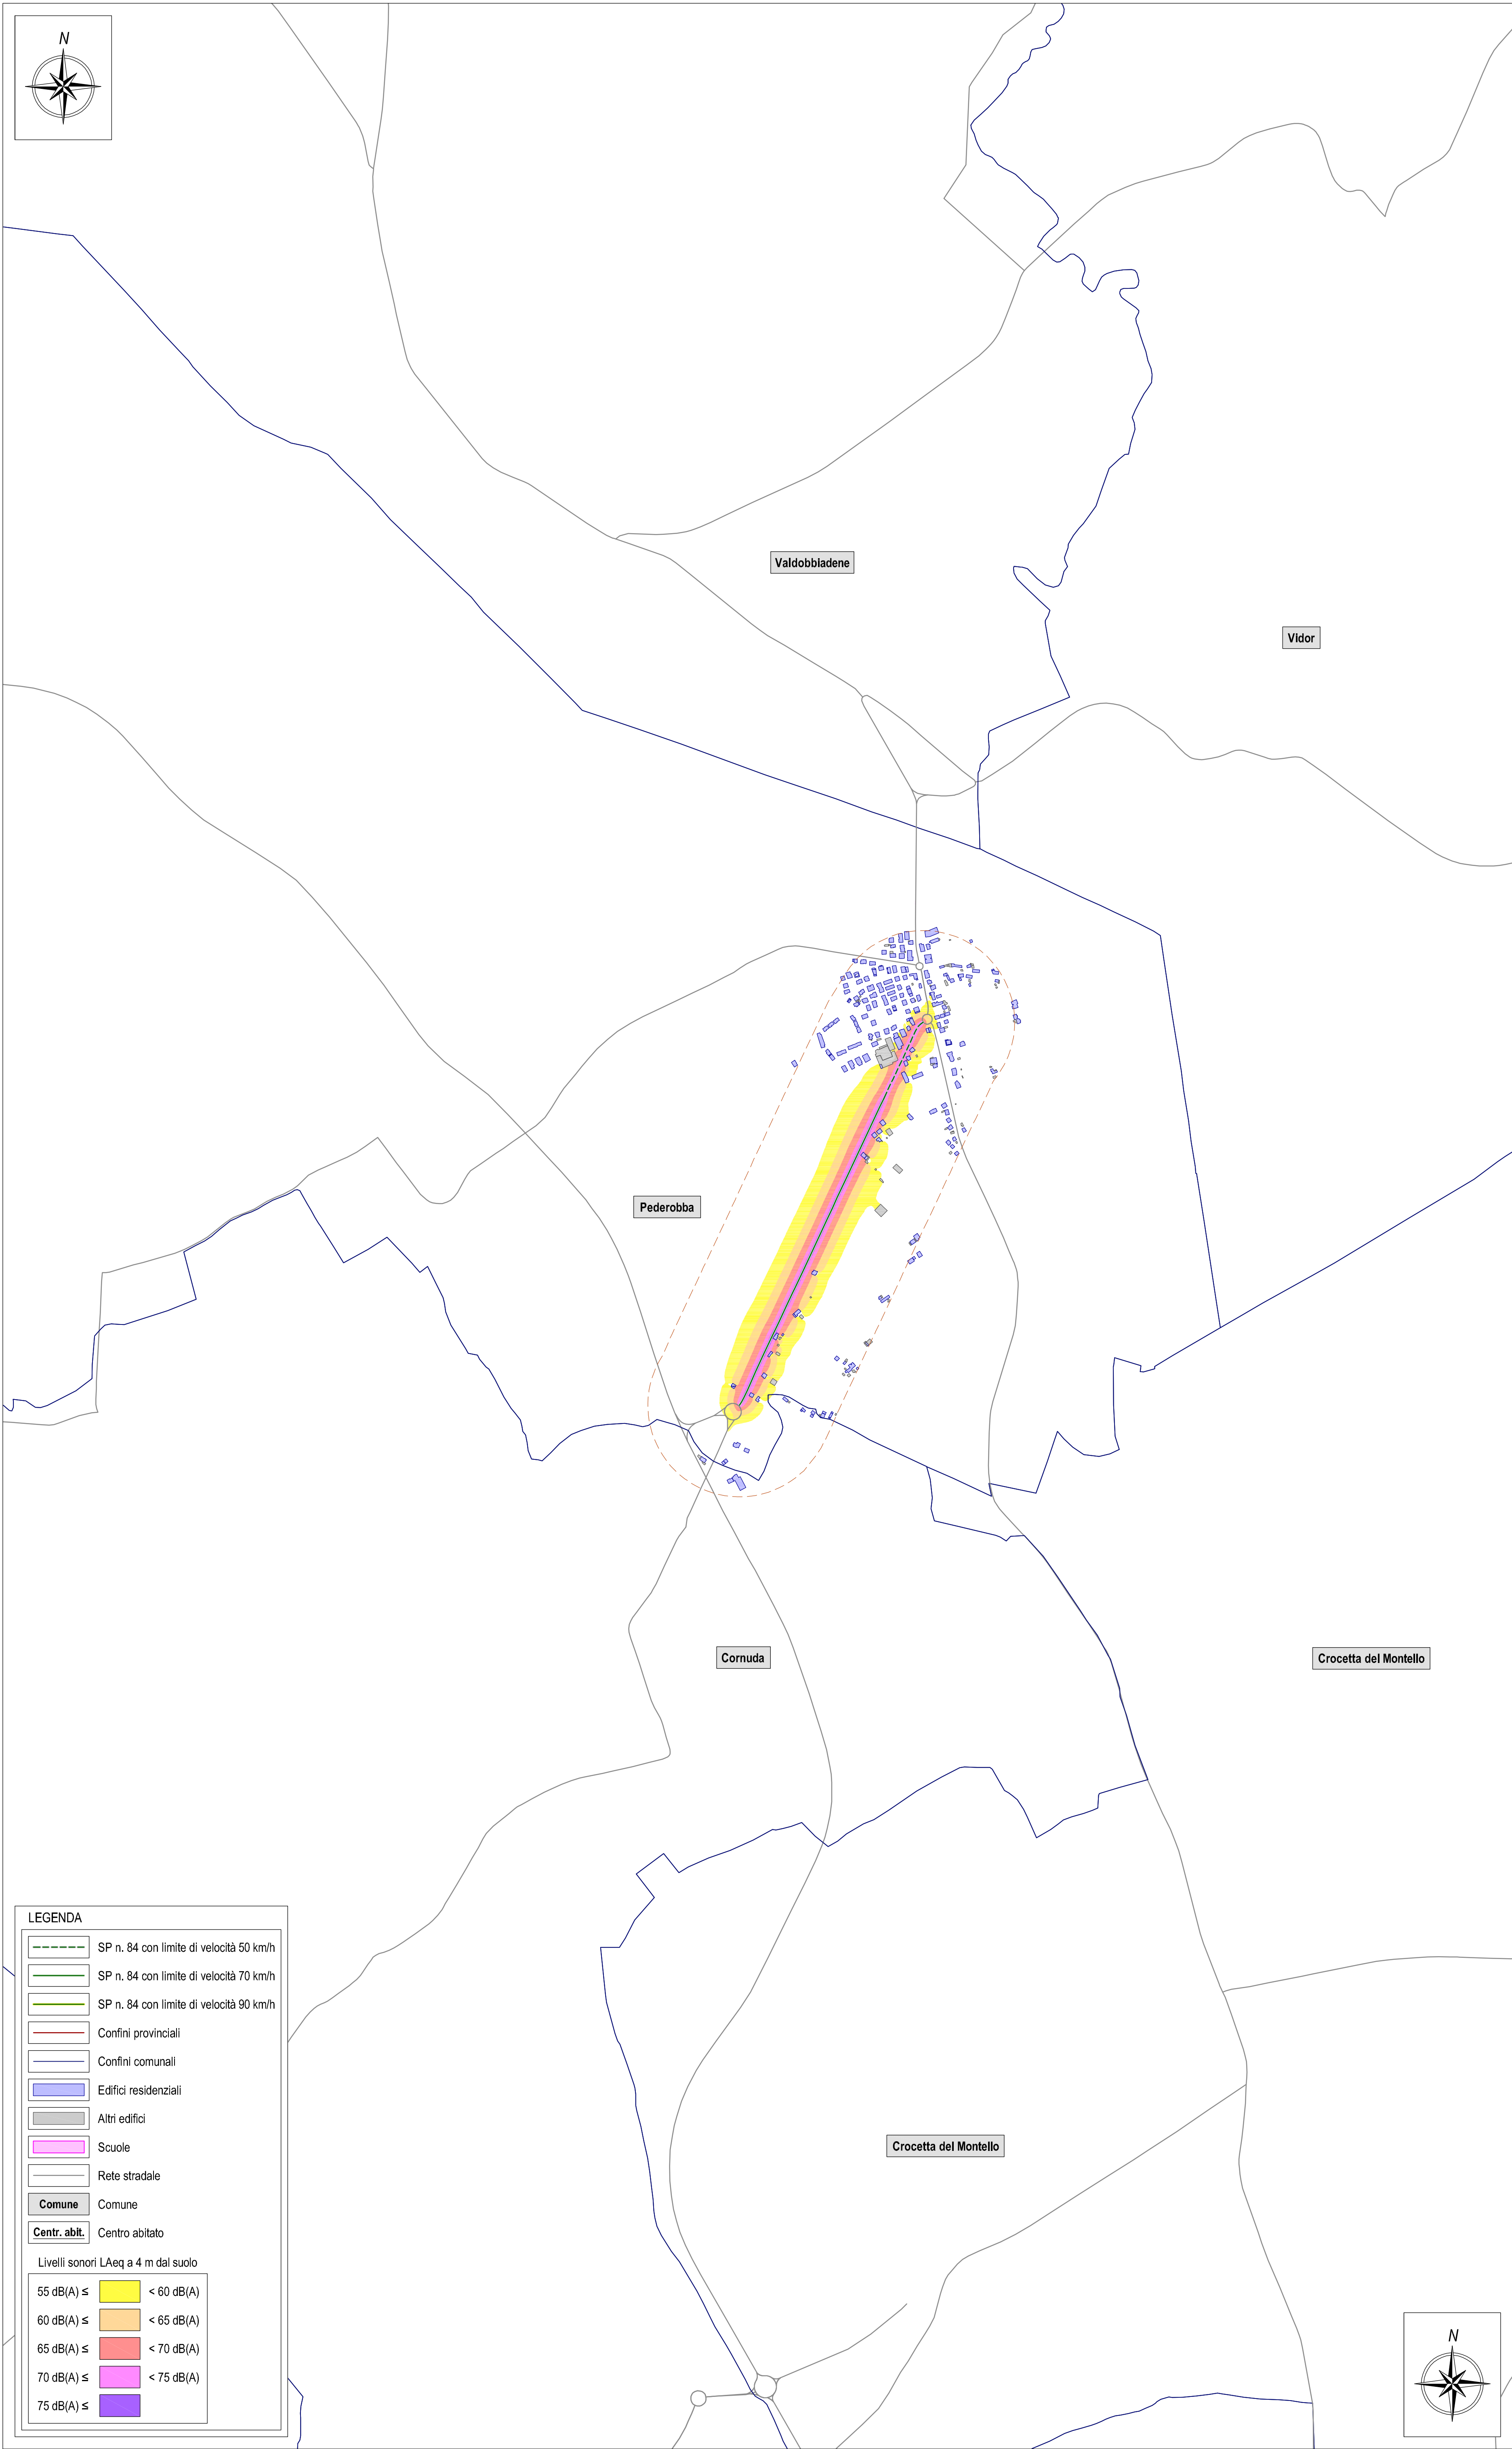 N
Valdobbiadene
Vidor
Pederobba
Cornuda
Crocetta del Montello
Crocetta del Montello
LEGENDA
SP n. 84 con limite di velocità 50 km/h
SP n. 84 con limite di velocità 70 km/h
SP n. 84 con limite di velocità 90 km/h
Confini provinciali
Confini comunali
Edifici residenziali
Altri edifici
Scuole
Rete stradale
Comune Comune
Centr. abit. Centro abitato
Livelli sonori LAeq a 4 m dal suolo
55 dB(A) ≤ < 60 dB(A)
60 dB(A) ≤ < 65 dB(A)
65 dB(A) ≤ < 70 dB(A)
70 dB(A) ≤ < 75 dB(A)
75 dB(A) ≤
N